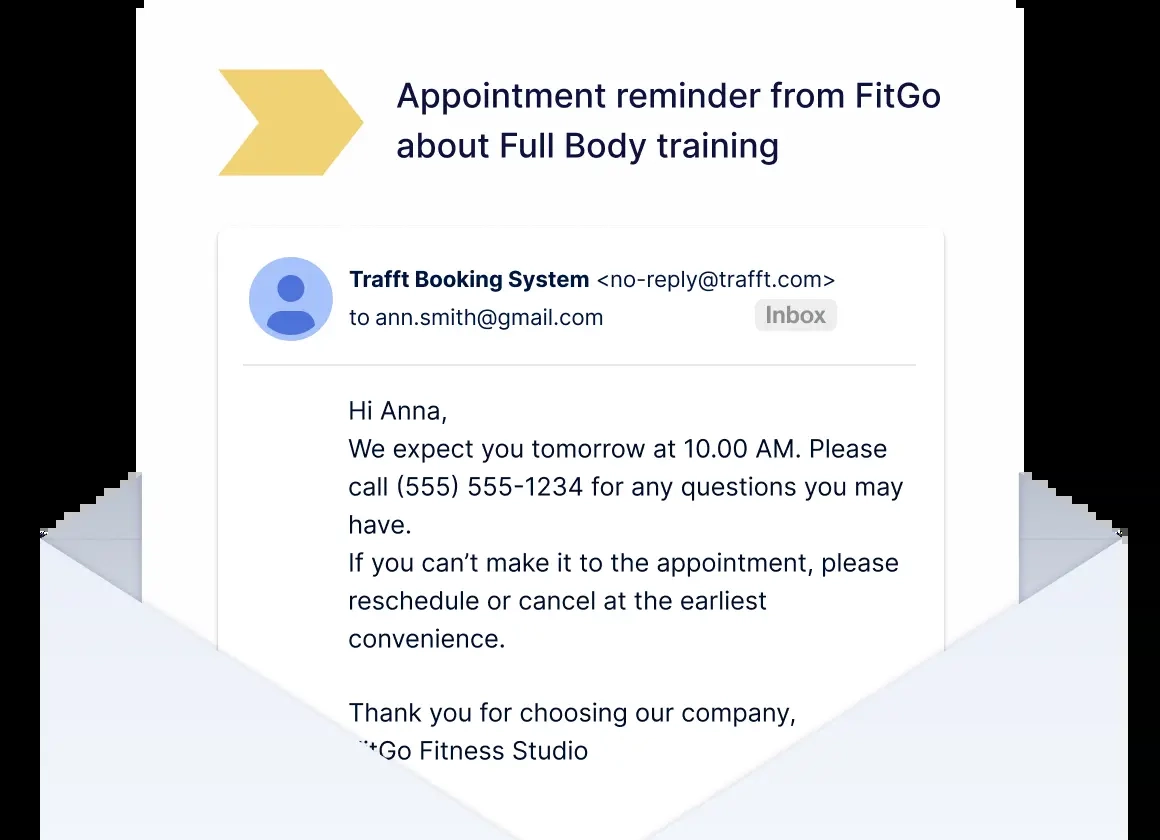 Appointment reminder from FitGo
about Full Body training
Trafft Booking System <no-reply@trafft.com>
to ann.smith@gmail.com
Inbox
Hi Anna,
We expect you tomorrow at 10.00 AM. Please
call (555) 555-1234 for any questions you may
have.
If you can’t make it to the appointment, please
reschedule or cancel at the earliest
convenience.
Thank you for choosing our company,
FitGo Fitness Studio